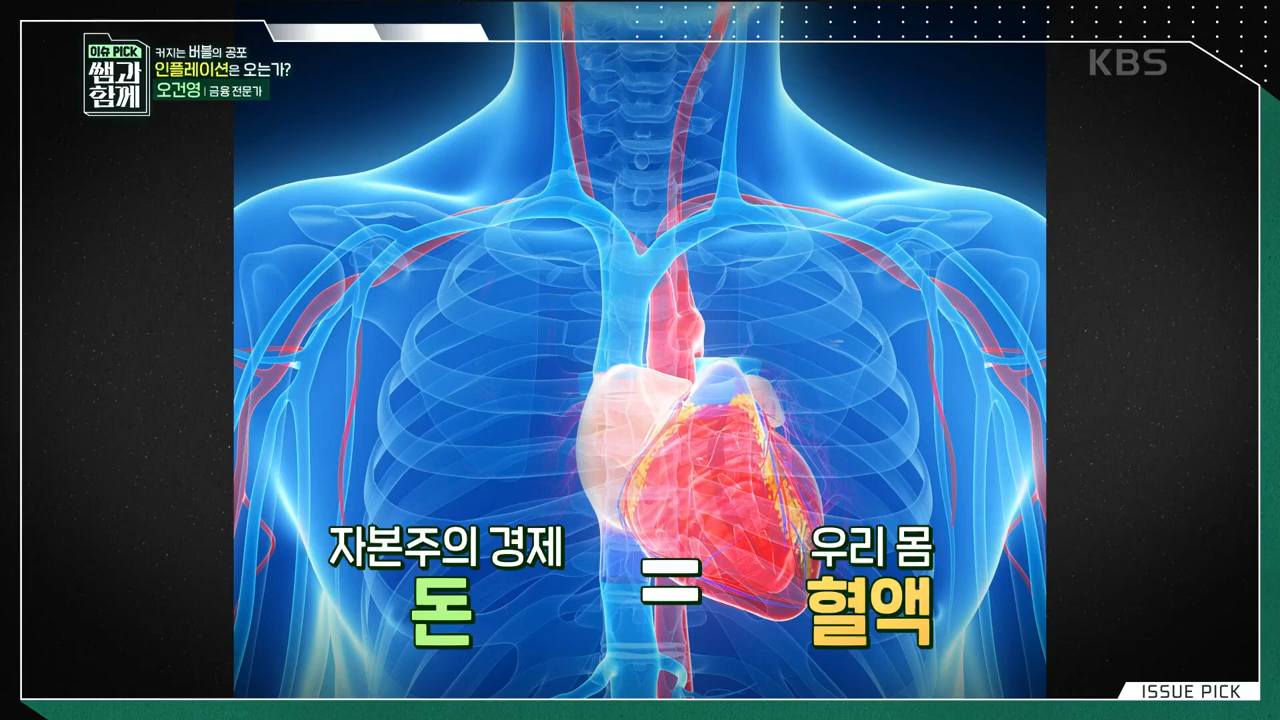 이슈 PICK
쌤과
함께
커지는 버블의 공포
인플레이션은 오는가?
오건영 | 금융 전문가
KBS
자본주의 경제
돈
=
우리 몸
혈액
ISSUE PICK